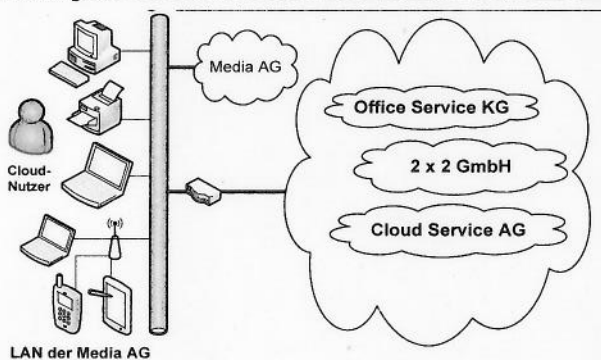 Media AG
Office Service KG
Cloud-
Nutzer
2 x 2 GmbH
Cloud Service AG
LAN der Media AG